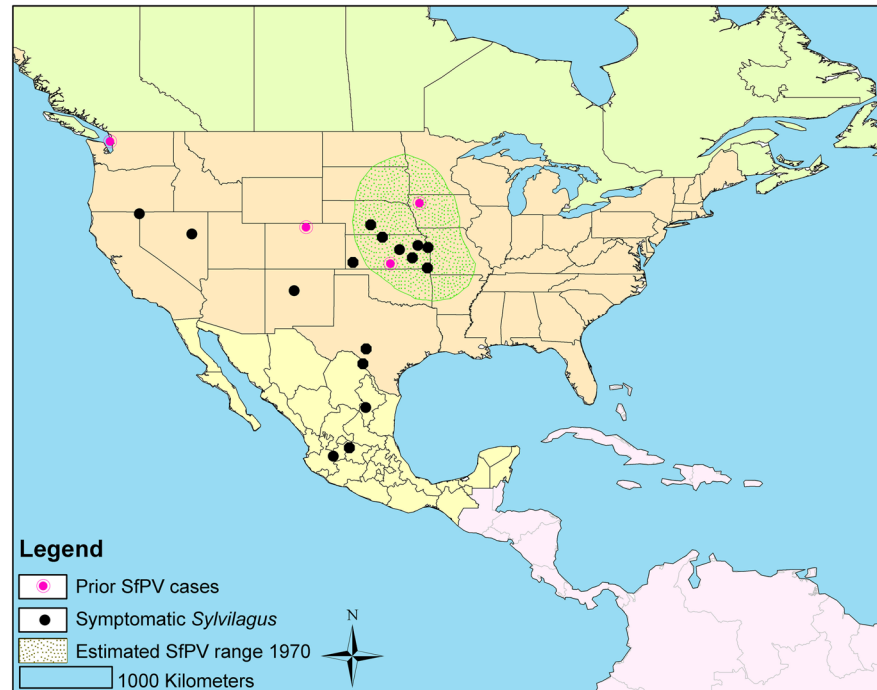 Legend
Prior SfPV cases
Symptomatic Sylvilagus
Estimated SfPV range 1970
1000 Kilometers
N